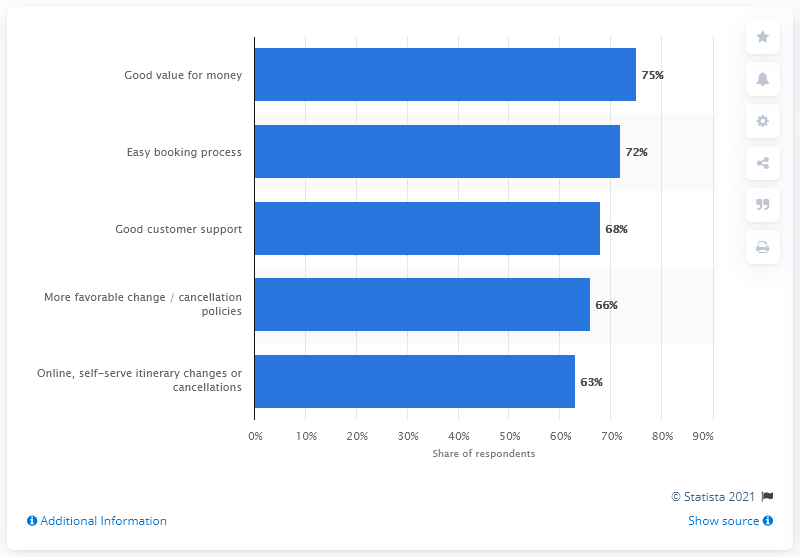 Good value for money
75%
Easy booking process
72%
Good customer support
68%
More favorable change / cancellation
policies
66%
Online, self-serve itinerary changes or
cancellations
63%
0% 10% 20% 30% 40% 50% 60% 70% 80% 90%
Share of respondents
© Statista 2021
Additional Information
Show source